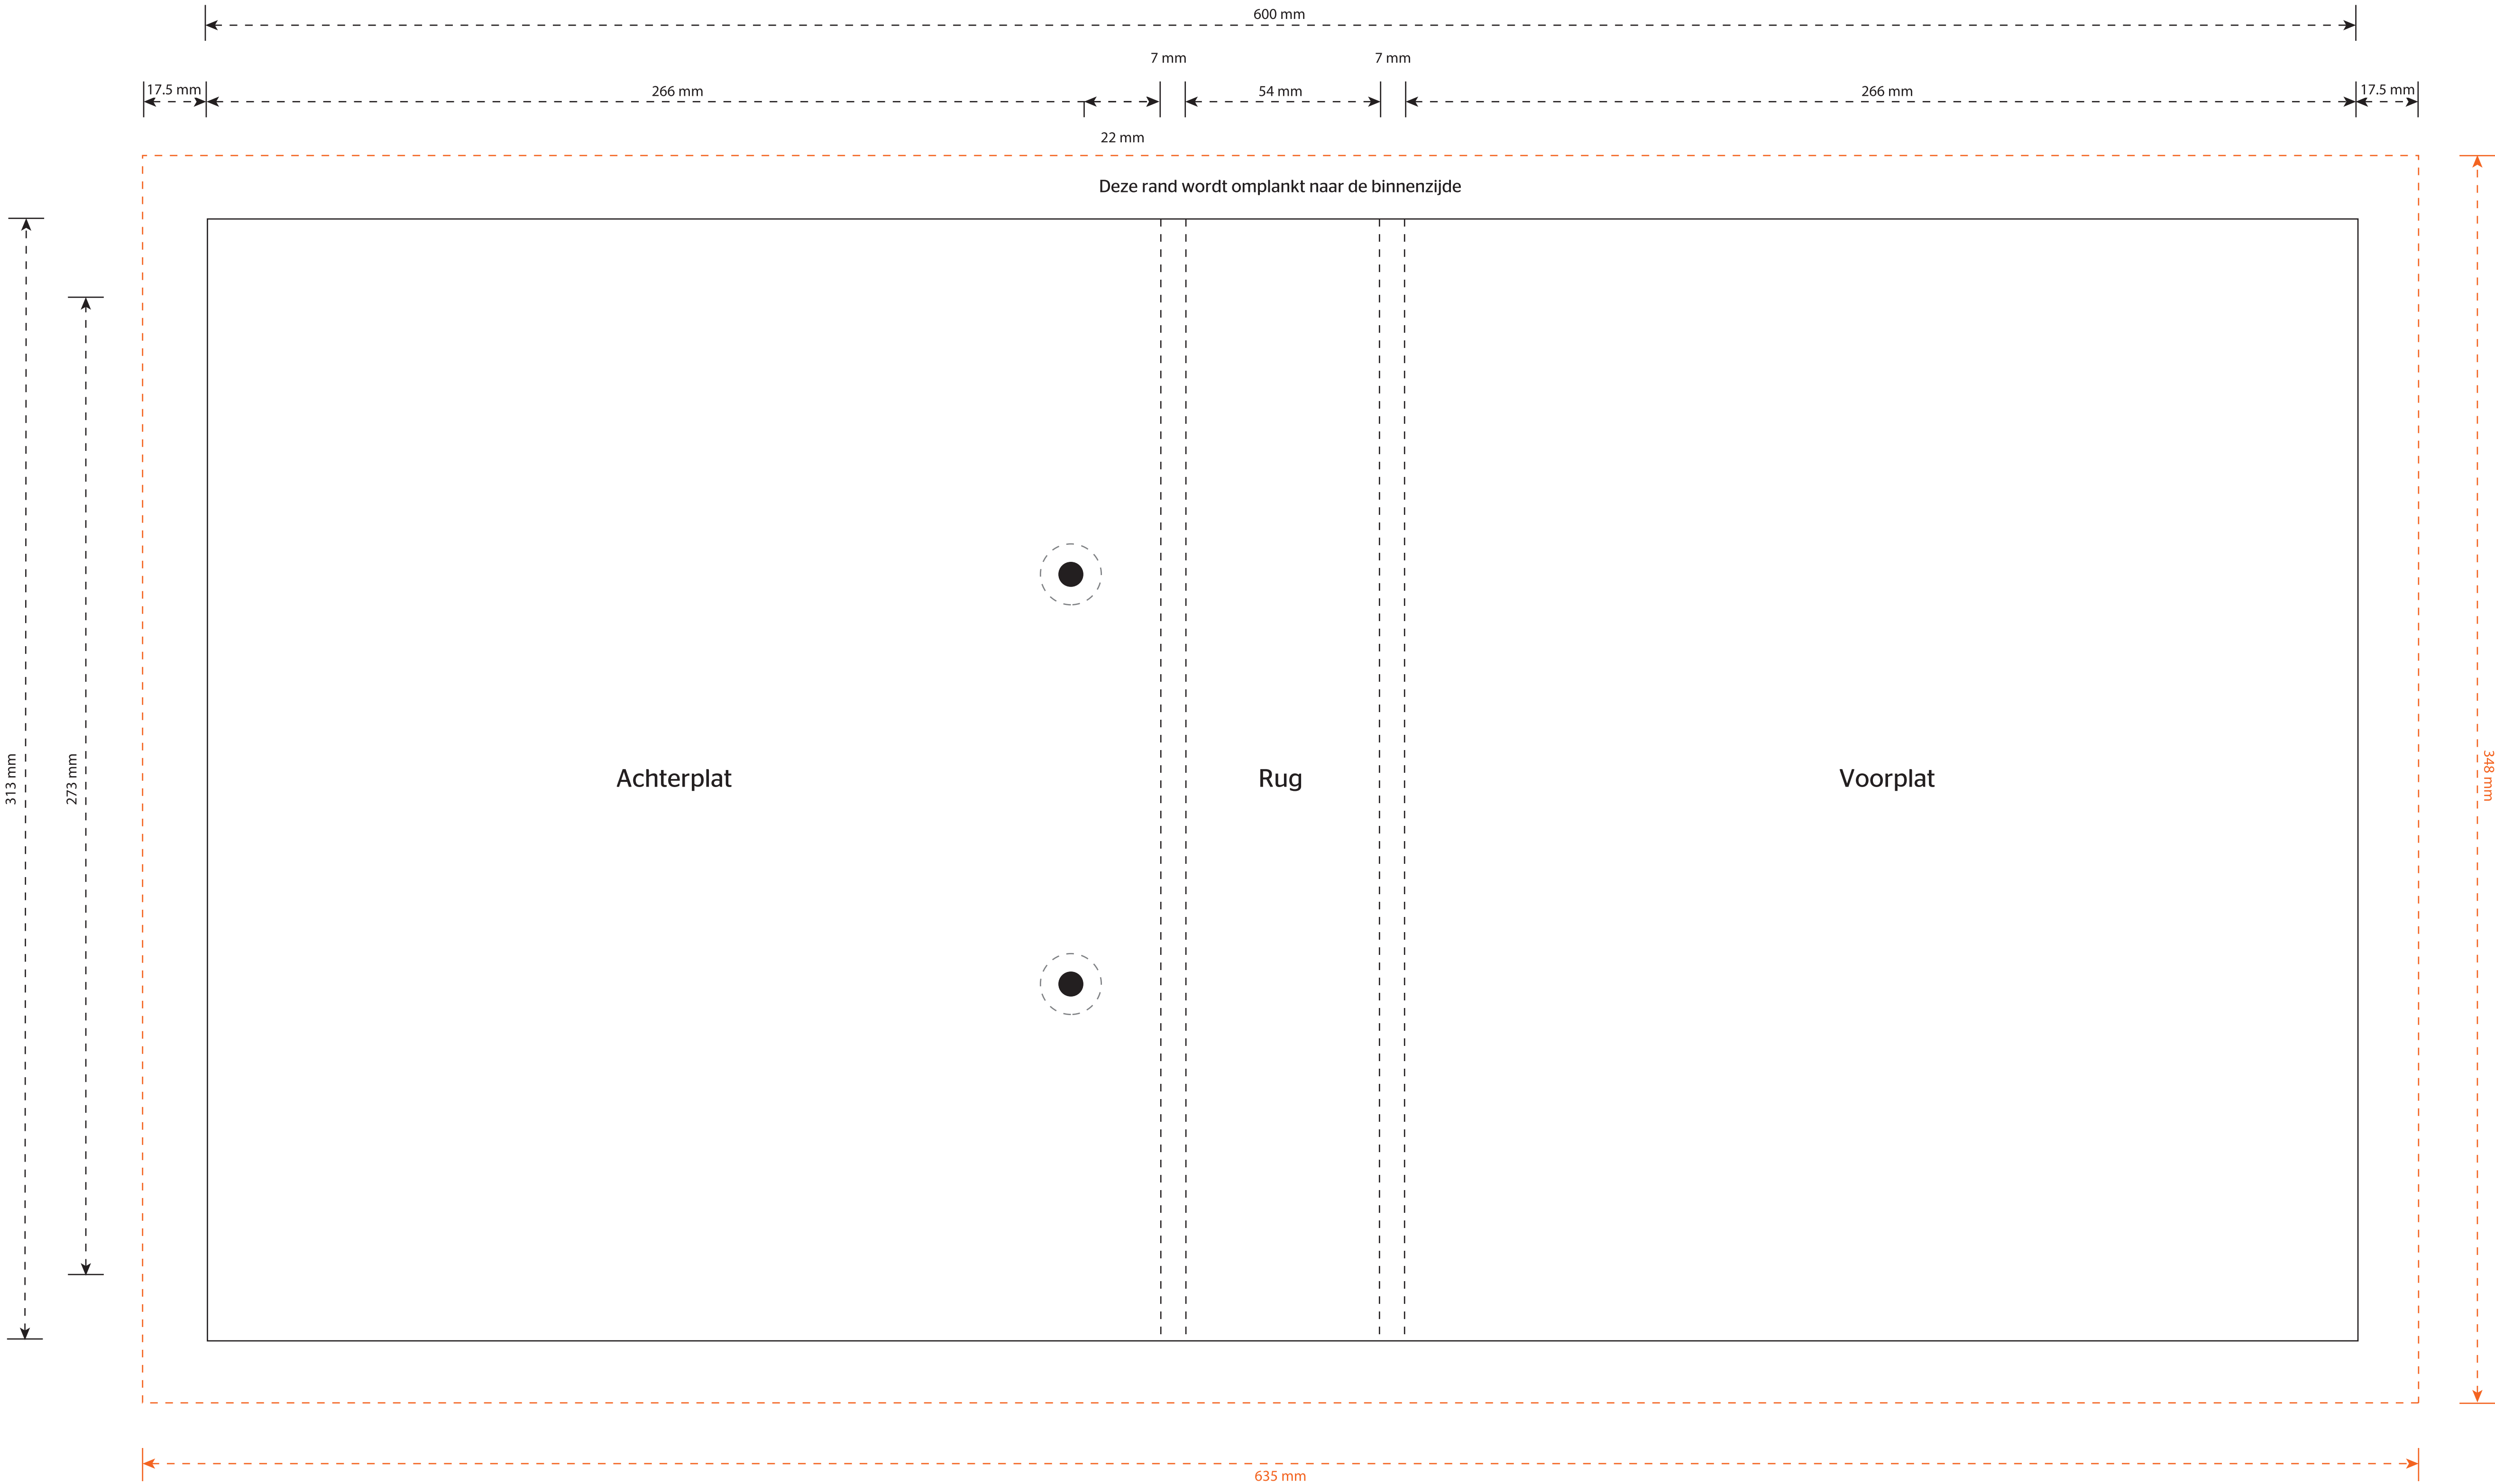 600 mm
7 mm
7 mm
17.5 mm
266 mm
54 mm
266 mm
17.5 mm
22 mm
Deze rand wordt omplankt naar de binnenzijde
313 mm
273 mm
Achterplat
Rug
Voorplat
348 mm
635 mm